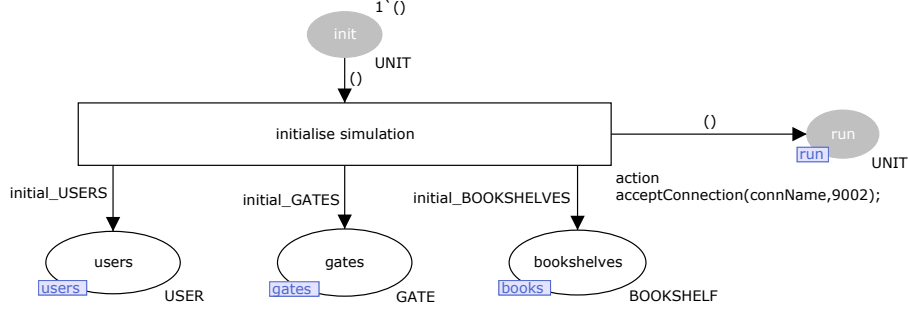 1`()
init
UNIT
()
initialise simulation
()
run
run
UNIT
initial_USERS
initial_GATES
initial_BOOKSHELVES
action
acceptConnection(connName,9002);
users
users
USER
gates
gates
GATE
bookshelves
books
BOOKSHELF